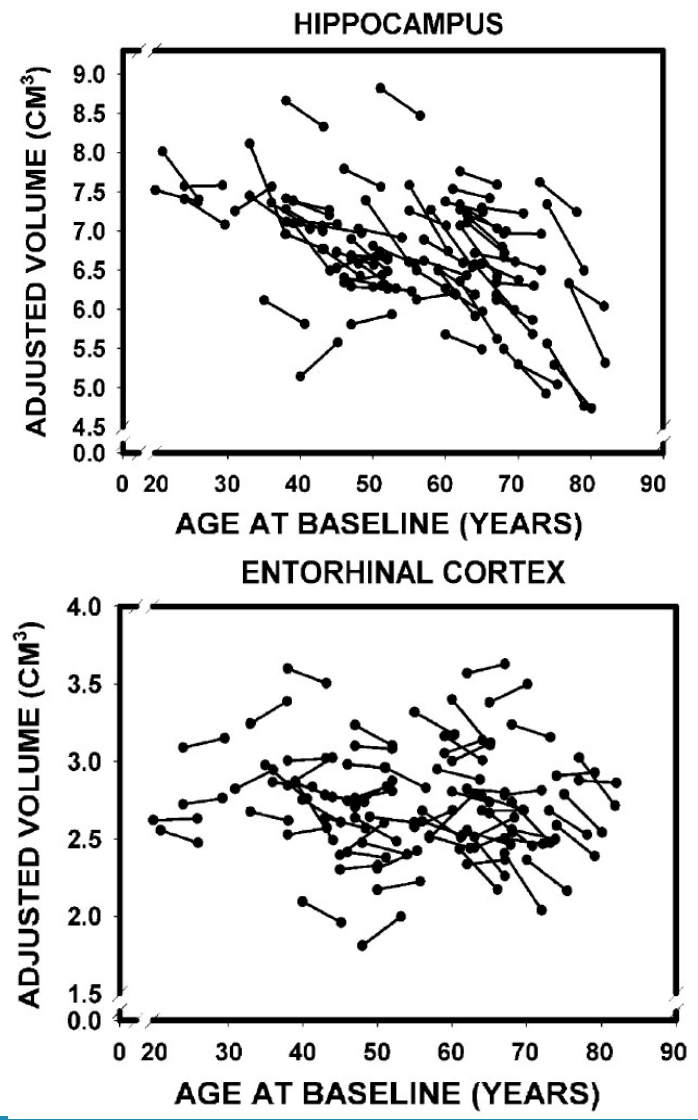 HIPPOCAMPUS
ADJUSTED VOLUME (CM³)
9.0
8.5
8.0
7.5
7.0
6.5
6.0
5.5
5.0
4.5
0.0
0 20 30 40 50 60 70 80 90
AGE AT BASELINE (YEARS)
ENTORHINAL CORTEX
ADJUSTED VOLUME (CM³)
4.0
3.5
3.0
2.5
2.0
1.5
0.0
0 20 30 40 50 60 70 80 90
AGE AT BASELINE (YEARS)